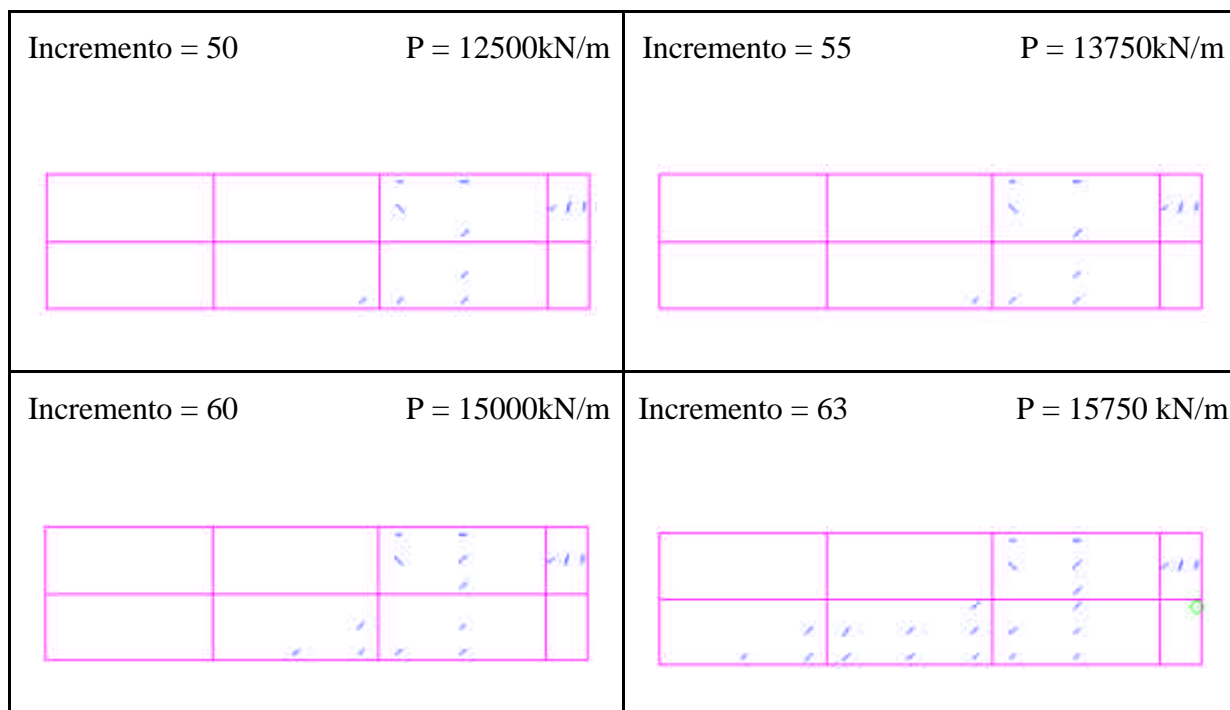 Incremento = 50 P = 12500kN/m
Incremento = 55 P = 13750kN/m
Incremento = 60 P = 15000kN/m
Incremento = 63 P = 15750 kN/m